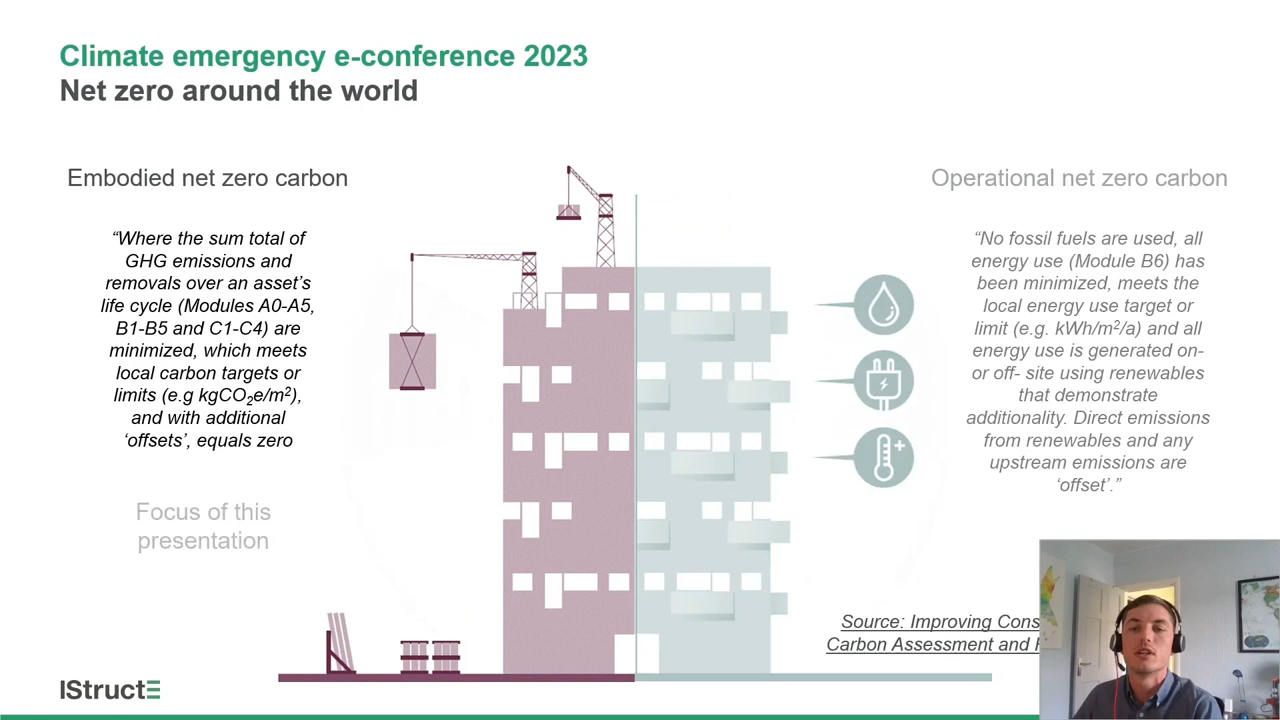 Climate emergency e-conference 2023
Net zero around the world
Embodied net zero carbon
“Where the sum total of
GHG emissions and
removals over an asset’s
life cycle (Modules A0-A5,
B1-B5 and C1-C4) are
minimized, which meets
local carbon targets or
limits (e.g kgCO₂e/m²),
and with additional
‘offsets’, equals zero
Focus of this
presentation
Operational net zero carbon
“No fossil fuels are used, all
energy use (Module B6) has
been minimized, meets the
local energy use target or
limit (e.g. kWh/m²/a) and all
energy use is generated on-
or off- site using renewables
that demonstrate
additionality. Direct emissions
from renewables and any
upstream emissions are
‘offset’.”
Source: Improving Cons
Carbon Assessment and
IStructE